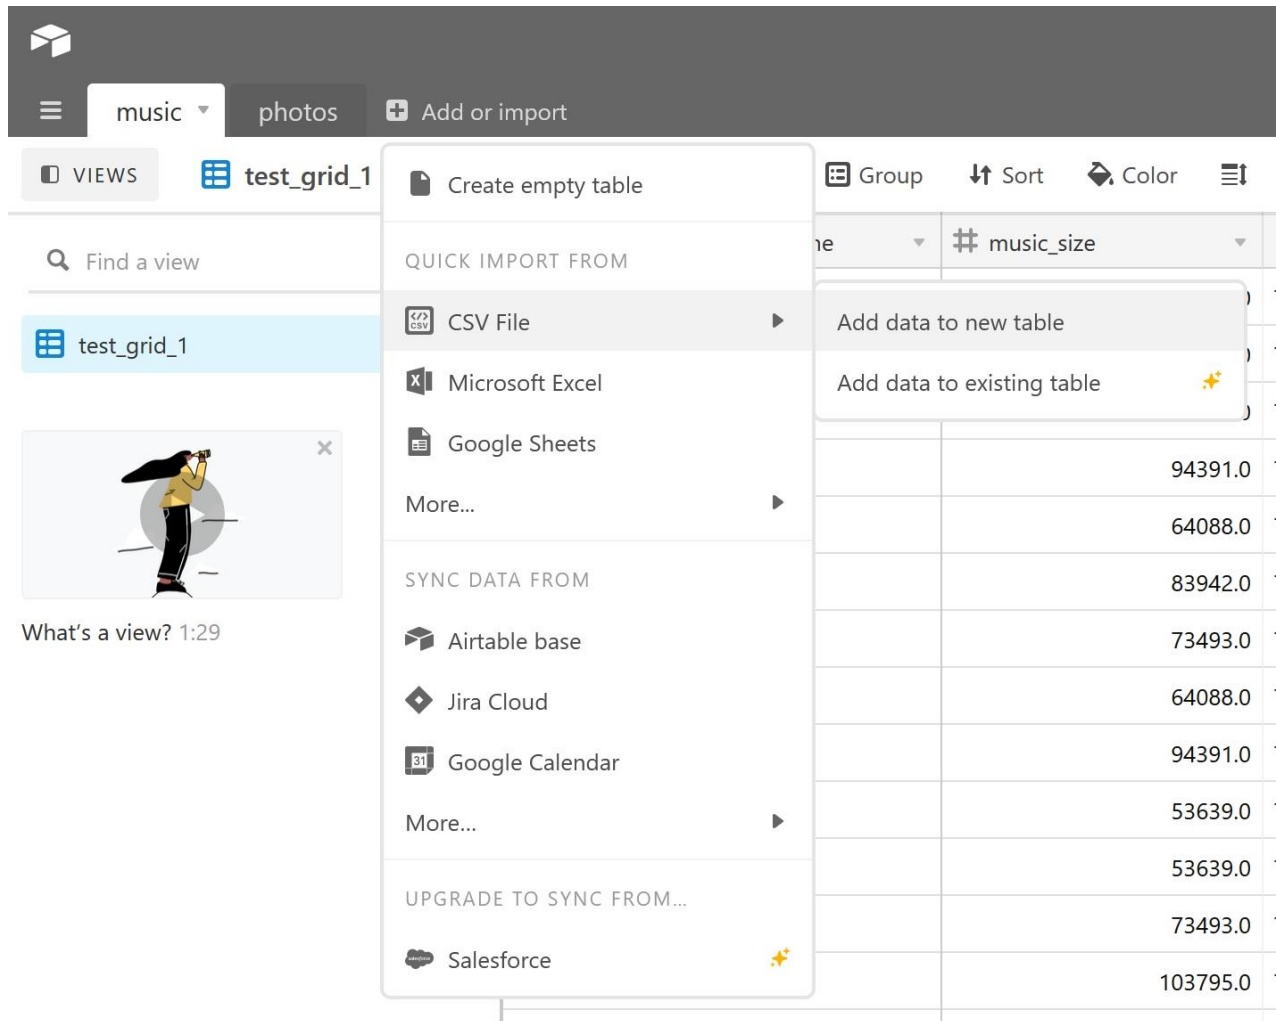 music
photos
Add or import
VIEWS
test_grid_1
Group
Sort
Color
Create empty table
Find a view
QUICK IMPORT FROM
music_size
CSV File
Add data to new table
test_grid_1
Microsoft Excel
Add data to existing table
Google Sheets
94391.0
More...
64088.0
SYNC DATA FROM
83942.0
What's a view? 1:29
Airtable base
73493.0
Jira Cloud
64088.0
Google Calendar
94391.0
More...
53639.0
53639.0
UPGRADE TO SYNC FROM...
73493.0
Salesforce
103795.0